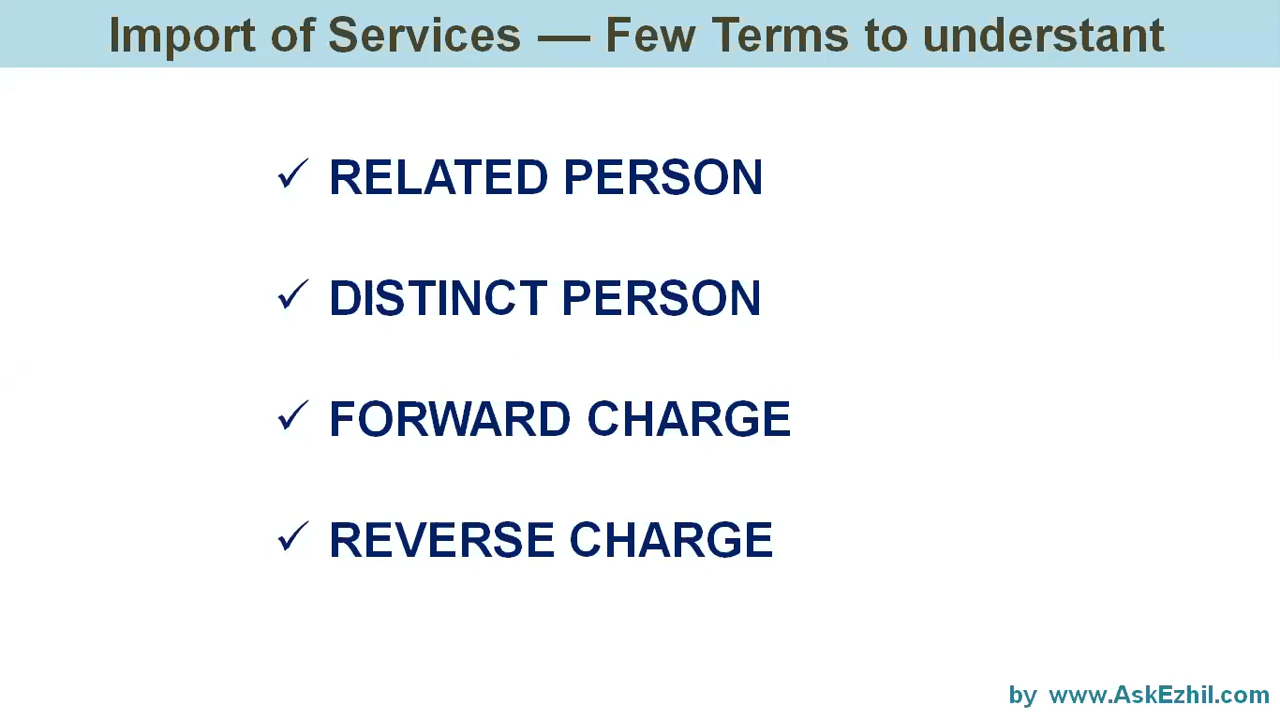 Import of Services — Few Terms to understant
✓ RELATED PERSON
✓ DISTINCT PERSON
✓ FORWARD CHARGE
✓ REVERSE CHARGE
by www.AskEzhil.com